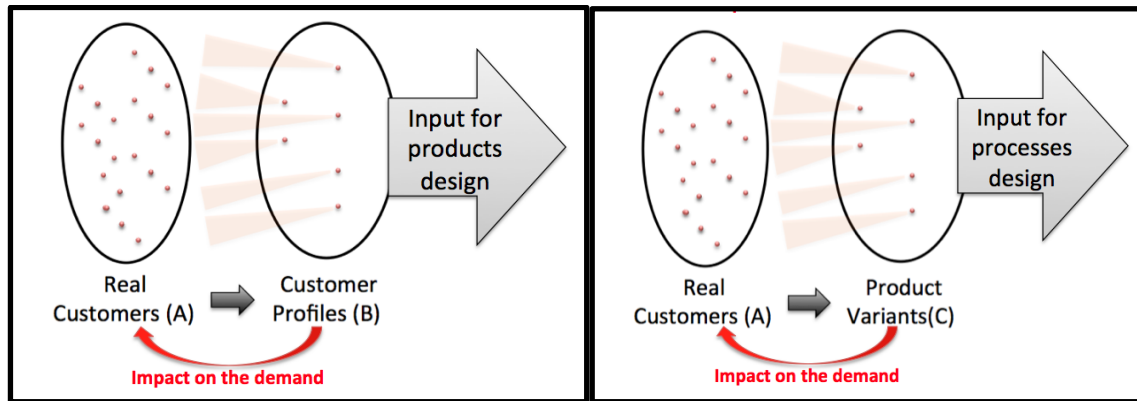 Input for
products
design
Real
Customers (A)
Customer
Profiles (B)
Impact on the demand
Input for
processes
design
Real
Customers (A)
Product
Variants(C)
Impact on the demand